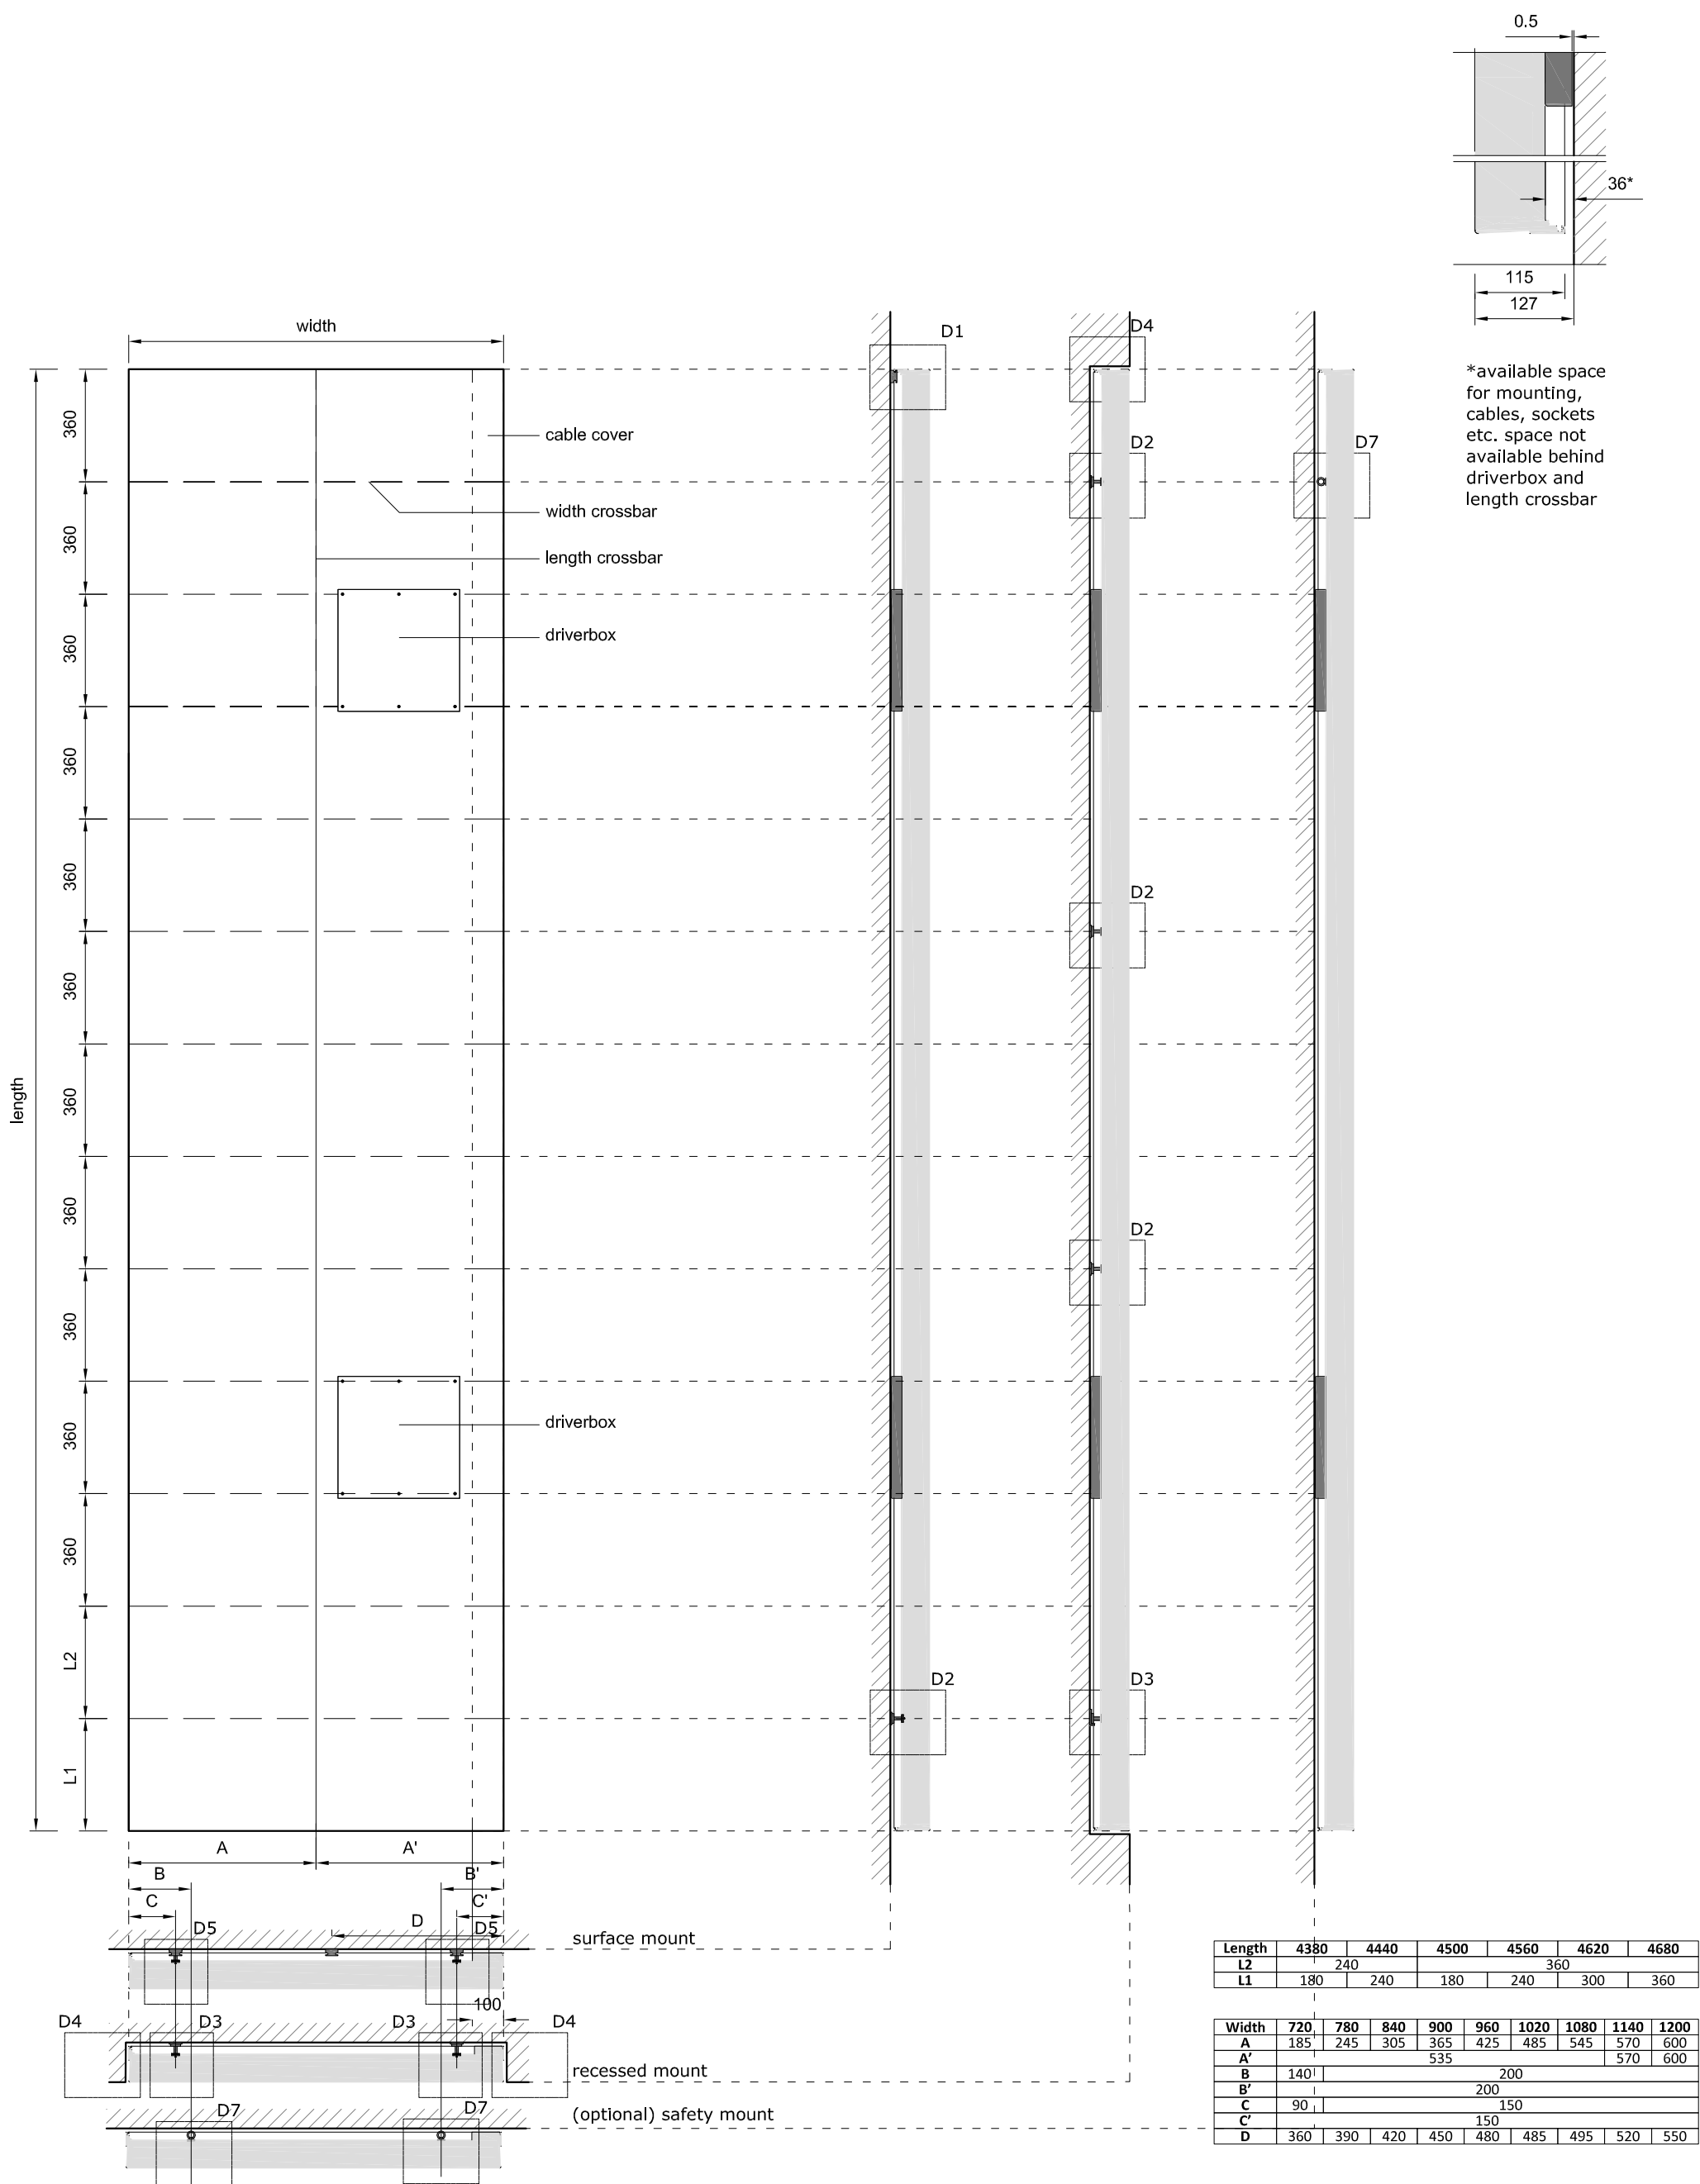 0.5
36*
115
127
*available space
for mounting,
cables, sockets
etc. space not
available behind
driverbox and
length crossbar
width
D1
D4
360
cable cover
D2
D7
360
width crossbar
length crossbar
360
driverbox
360
360
D2
360
length
360
360
D2
360
360
driverbox
360
L2
D2
D3
L1
A
A'
B
B'
C
C'
D
D5
D5
surface mount
100
D4
D3
D3
D4
recessed mount
D7
D7
(optional) safety mount
Length 4380 4440 4500 4560 4620 4680
L2 240 360
L1 180 240 180 240 300 360
Width 720 780 840 900 960 1020 1080 1140 1200
A 185 245 305 365 425 485 545 570 600
A’ 535 570 600
B 140 200
B’ 200
C 90 150
C’ 150
D 360 390 420 450 480 485 495 520 550